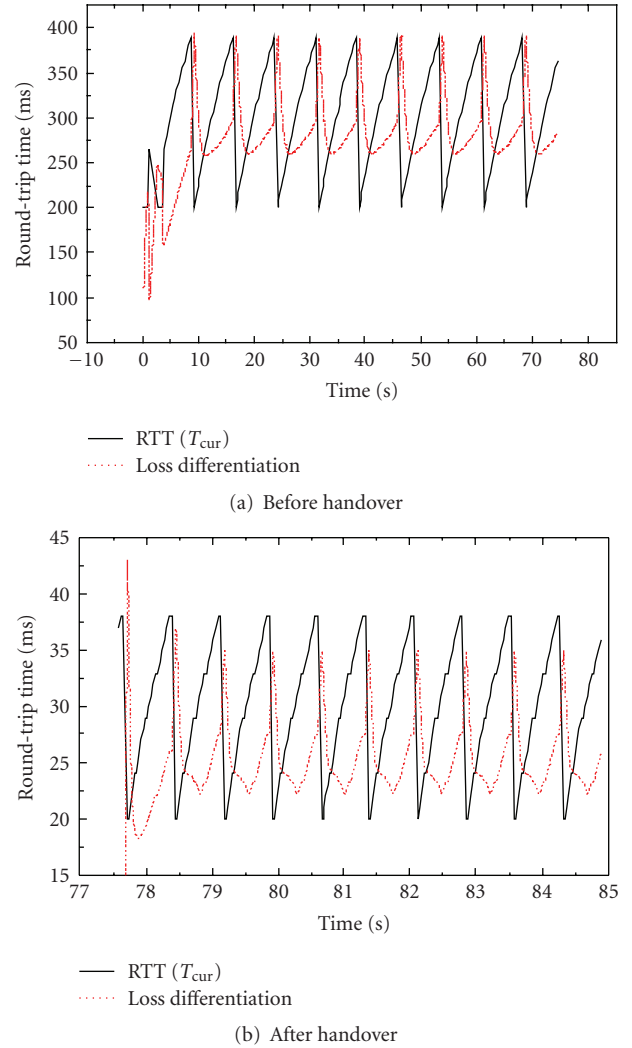 400
350
300
250
200
400
300
100
50
Round-trip time (ms)
−10 0 10 20 30 40 50 60 70 80
Time (s)
RTT (Tcur)
Loss differentiation
(a) Before handover
45
40
35
30
25
20
15
Round-trip time (ms)
77 78 79 80 81 82 83 84 85
Time (s)
RTT (Tcur)
Loss differentiation
(b) After handover